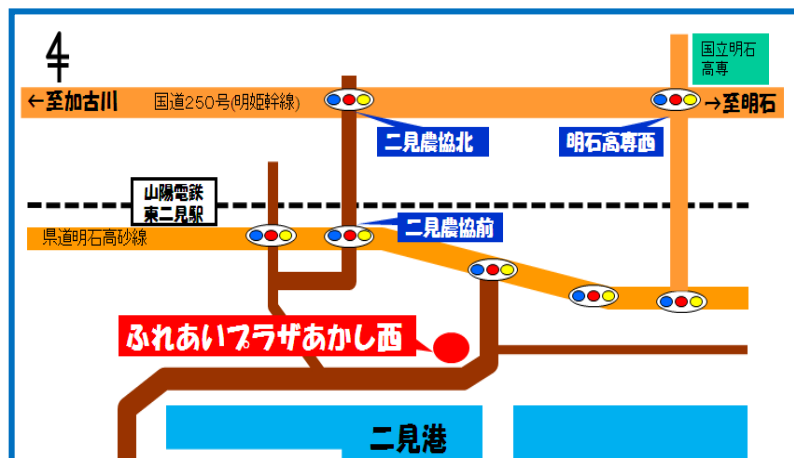 国立明石
高専
←至加古川
国道250号(明姫幹線)
→至明石
二見農協北
明石高専西
山陽電鉄
東二見駅
二見農協前
県道明石高砂線
ふれあいプラザあかし西
二見港